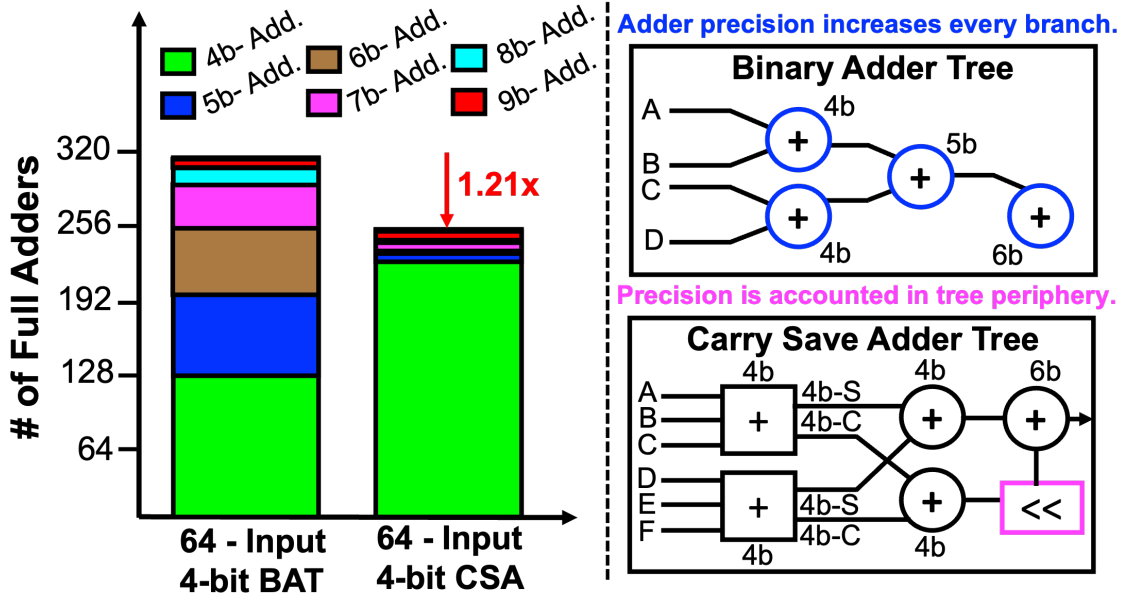 4b- Add.
6b- Add.
8b- Add.
5b- Add.
7b- Add.
9b- Add.
# of Full Adders
320
256
192
128
64
1.21x
64 - Input
4-bit BAT
64 - Input
4-bit CSA
Adder precision increases every branch.
Binary Adder Tree
A
B
C
D
+
4b
+
4b
+
5b
+
6b
Precision is accounted in tree periphery.
Carry Save Adder Tree
A
B
C
D
E
F
4b
+
4b-S
4b-C
+
4b
4b-S
4b-C
4b
+
+
4b
6b
+
<<